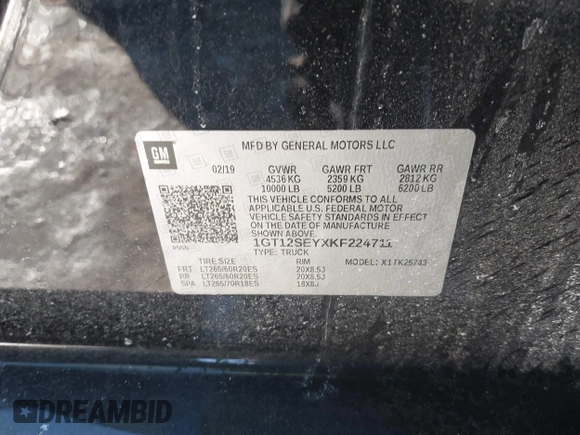 GM
MFD BY GENERAL MOTORS LLC
02/19 GVWR GAWR FRT GAWR RR
4536 KG 2359 KG 2812 KG
10000 LB 5200 LB 6200 LB
THIS VEHICLE CONFORMS TO ALL
APPLICABLE U.S. FEDERAL MOTOR
VEHICLE SAFETY STANDARDS IN EFFECT
ON THE DATE OF MANUFACTURE
SHOWN ABOVE.
1GT12SEYXKF224711
TYPE: TRUCK
MODEL: X1TK25743
TIRE SIZE RIM
FRT LT265/60R20ES 20X8.5J
RR LT265/60R20ES 20X8.5J
SPA LT265/70R18ES 18X8J
DREAMBID